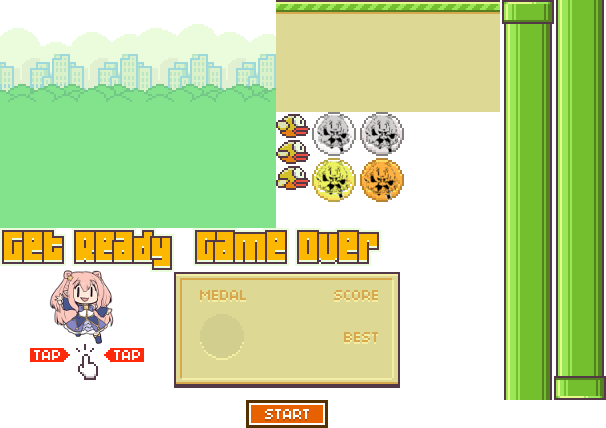 Get Ready
Game Over
MEDAL
SCORE
BEST
TAP
TAP
START